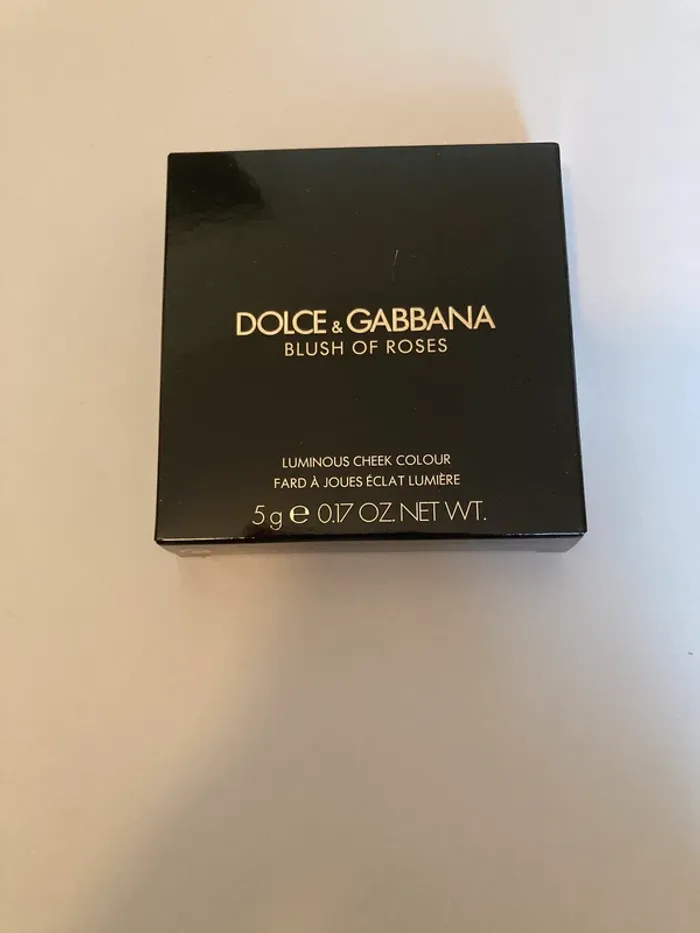 DOLCE & GABBANA
BLUSH OF ROSES
LUMINOUS CHEEK COLOUR
FARD À JOUES ÉCLAT LUMIÈRE
5 g ℮ 0.17 OZ. NET WT.